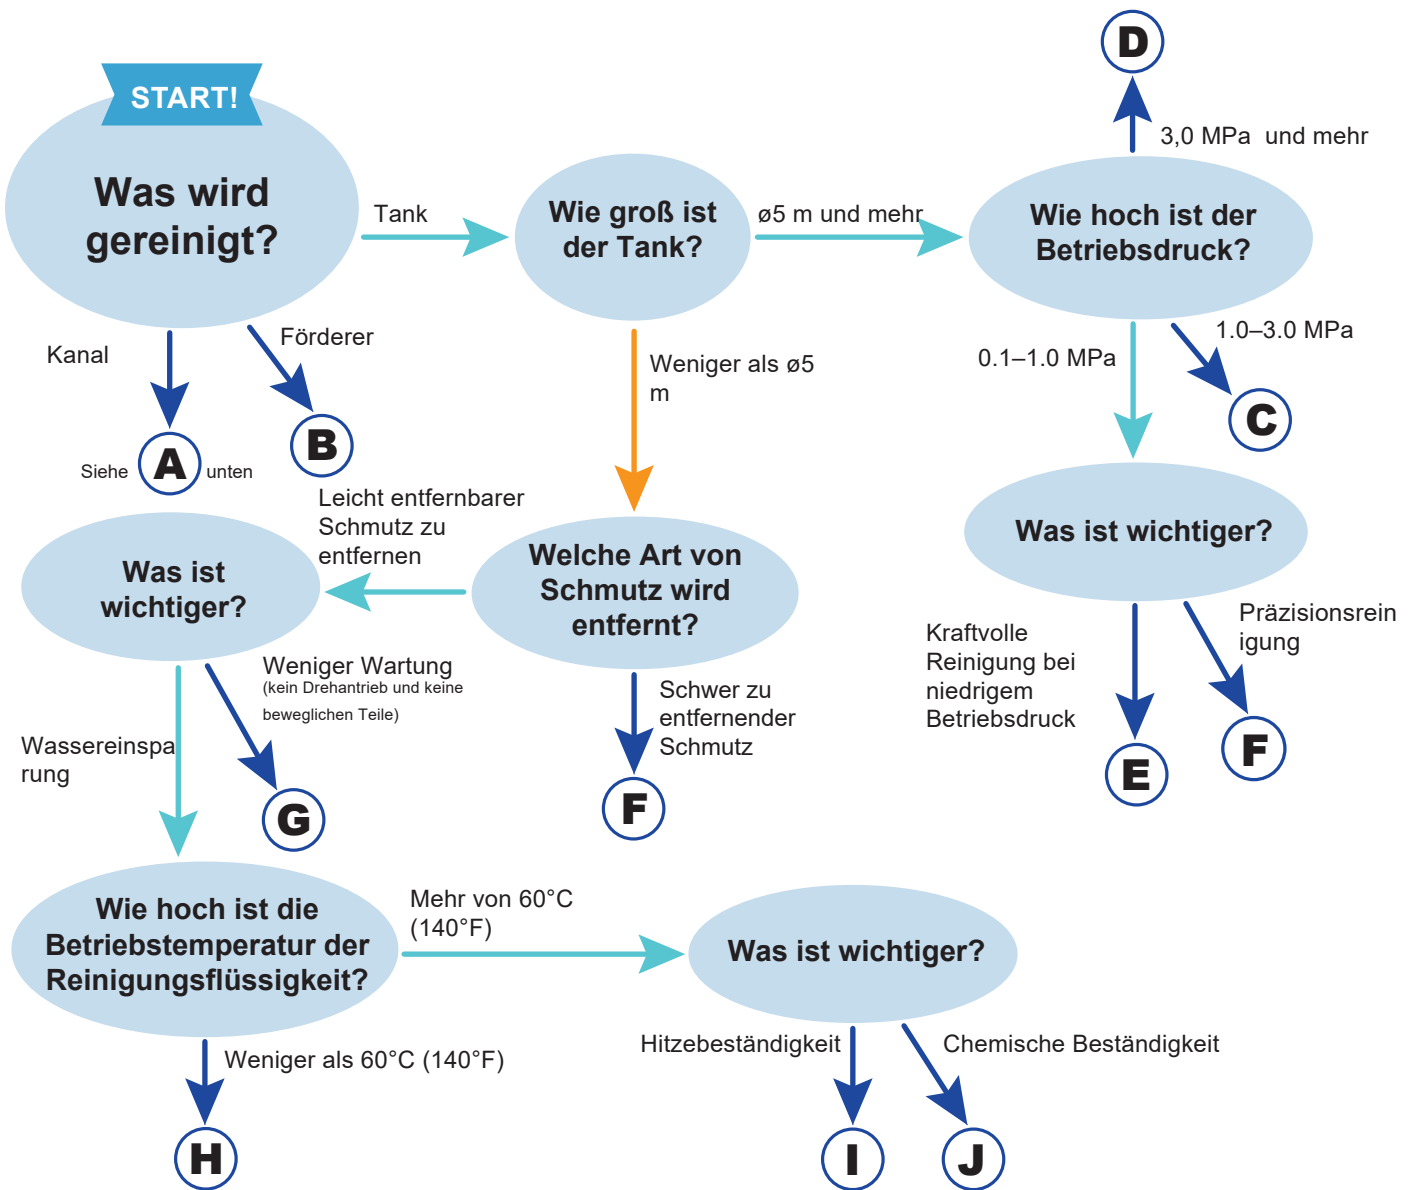 START!
Was wird
gereinigt?
Tank
Wie groß ist
der Tank?
ø5 m und mehr
Wie hoch ist der
Betriebsdruck?
3,0 MPa  und mehr
D
Kanal
Förderer
Siehe A unten
B
Weniger als ø5
m
0.1–1.0 MPa
1.0–3.0 MPa
C
Leicht entfernbarer
Schmutz zu
entfernen
Was ist
wichtiger?
Welche Art von
Schmutz wird
entfernt?
Was ist wichtiger?
Kraftvolle
Reinigung bei
niedrigem
Betriebsdruck
Präzisionsrein
igung
E
F
Weniger Wartung
(kein Drehantrieb und keine
beweglichen Teile)
Schwer zu
entfernender
Schmutz
F
Wassereinspa
rung
G
Wie hoch ist die
Betriebstemperatur der
Reinigungsflüssigkeit?
Mehr von 60°C
(140°F)
Was ist wichtiger?
Weniger als 60°C (140°F)
Hitzebeständigkeit
Chemische Beständigkeit
H
I
J